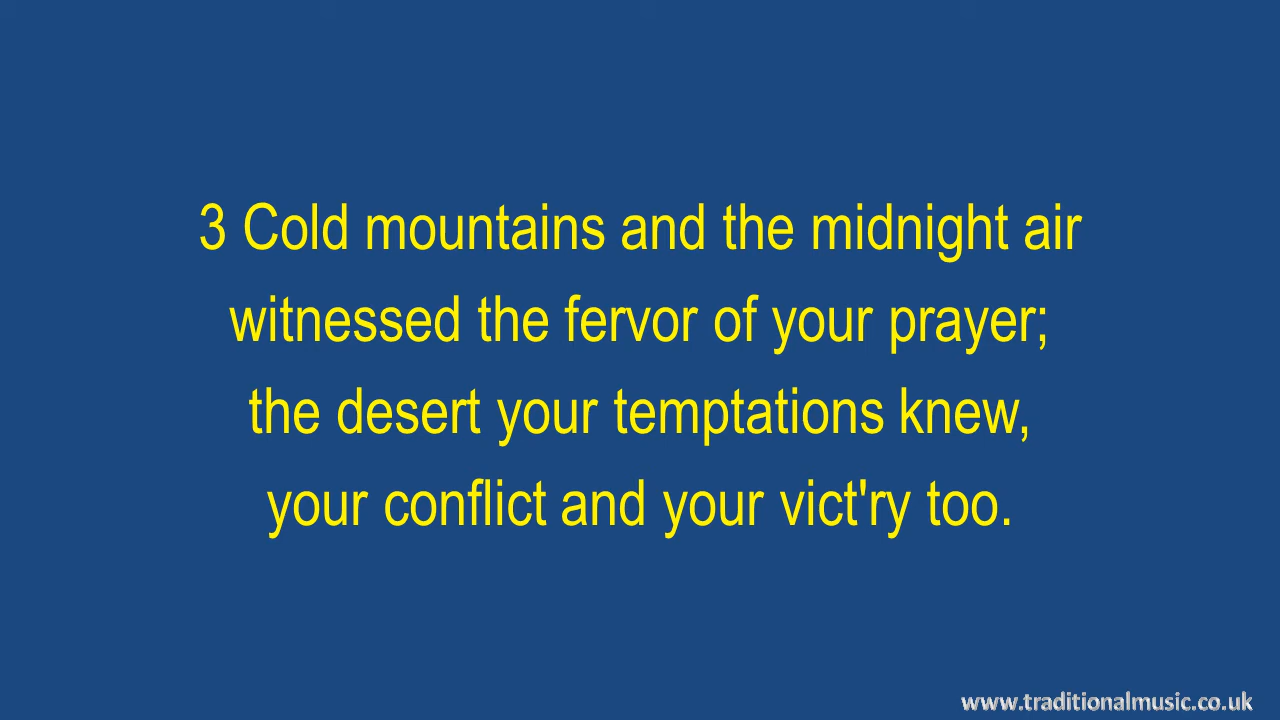 3 Cold mountains and the midnight air
witnessed the fervor of your prayer;
the desert your temptations knew,
your conflict and your vict'ry too.
www.traditionalmusic.co.uk